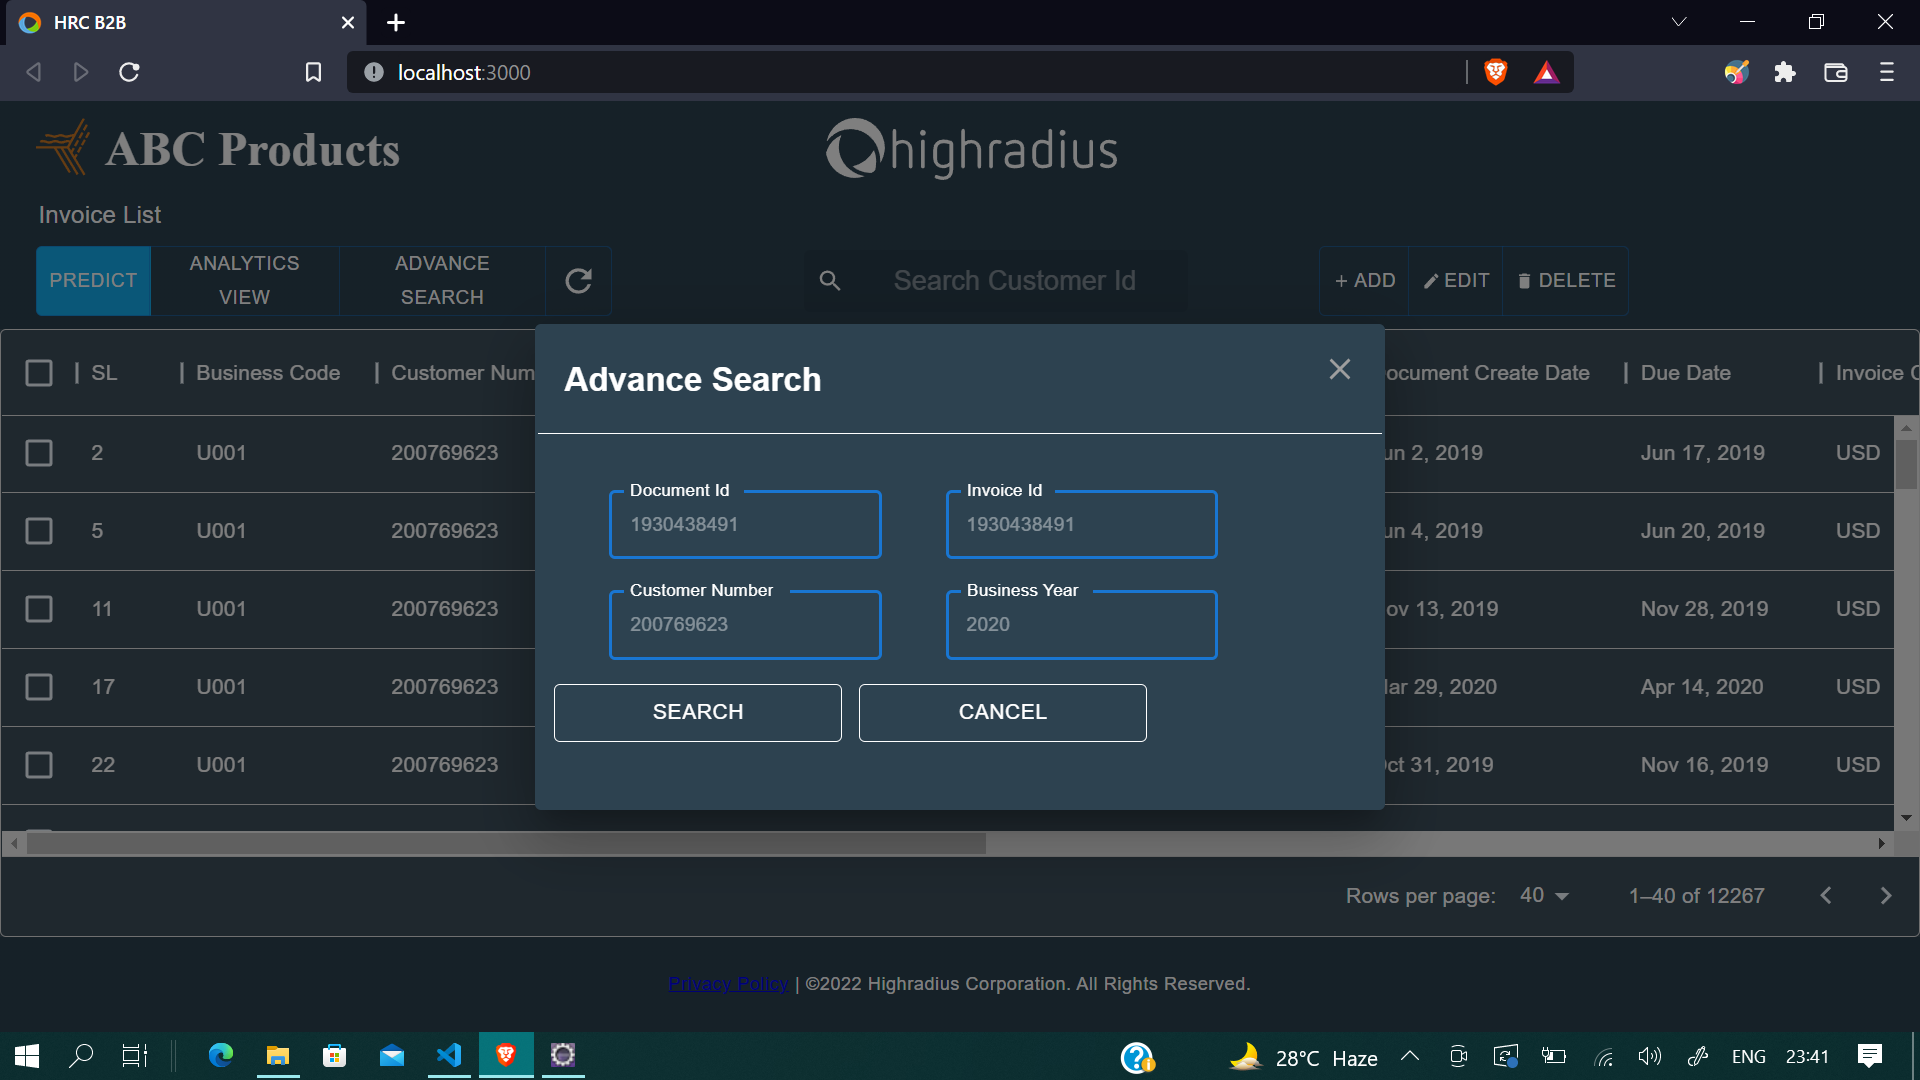 HRC B2B
localhost:3000
ABC Products
highradius
Invoice List
PREDICT
ANALYTICS VIEW
ADVANCE SEARCH
Search Customer Id
+ ADD
EDIT
DELETE
SL
Business Code
Customer Num
ocument Create Date
Due Date
Invoice C
2 U001 200769623 un 2, 2019 Jun 17, 2019 USD
5 U001 200769623 un 4, 2019 Jun 20, 2019 USD
11 U001 200769623 ov 13, 2019 Nov 28, 2019 USD
17 U001 200769623 ar 29, 2020 Apr 14, 2020 USD
22 U001 200769623 ct 31, 2019 Nov 16, 2019 USD
Advance Search
Document Id
1930438491
Invoice Id
1930438491
Customer Number
200769623
Business Year
2020
SEARCH
CANCEL
Rows per page: 40 1–40 of 12267
Privacy Policy | ©2022 Highradius Corporation. All Rights Reserved.
28°C Haze
ENG
23:41